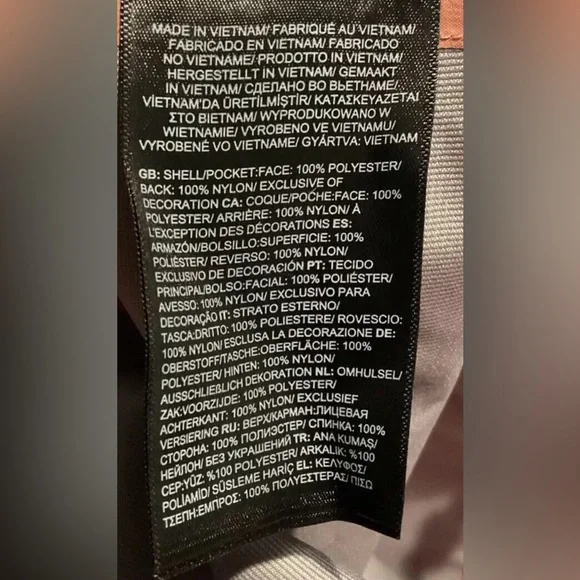 MADE IN VIETNAM/ FABRIQUÉ AU VIETNAM/
FABRICADO EN VIETNAM/ FABRICADO
NO VIETNAME/ PRODOTTO IN VIETNAM/
HERGESTELLT IN VIETNAM/ GEMAAKT
IN VIETNAM/ СДЕЛАНО ВО ВЬЕТНАМЕ/
VİETNAM'DA ÜRETİLMİŞTİR/ ΚΑΤΑΣΚΕΥΑΖΕΤΑΙ
ΣΤΟ ΒΙΕΤΝΑΜ/ WYPRODUKOWANO W
WIETNAMIE/ VYROBENO VE VIETNAMU/
VYROBENÉ VO VIETNAME/ GYÁRTVA: VIETNAM
GB: SHELL/POCKET:FACE: 100% POLYESTER/
BACK: 100% NYLON/ EXCLUSIVE OF
DECORATION CA: COQUE/POCHE:FACE: 100%
POLYESTER/ ARRIÈRE: 100% NYLON/ À
L'EXCEPTION DES DÉCORATIONS ES:
ARMAZÓN/BOLSILLO:SUPERFICIE: 100%
POLIÉSTER/ REVERSO: 100% NYLON/
EXCLUSIVO DE DECORACIÓN PT: TECIDO
PRINCIPAL/BOLSO:FACIAL: 100% POLIÉSTER/
AVESSO: 100% NYLON/ EXCLUSIVO PARA
DECORAÇÃO IT: STRATO ESTERNO/
TASCA:DRITTO: 100% POLIESTERE/ ROVESCIO:
100% NYLON/ ESCLUSA LA DECORAZIONE DE:
OBERSTOFF/TASCHE:OBERFLÄCHE: 100%
POLYESTER/ HINTEN: 100% NYLON/
AUSSCHLIEßLICH DEKORATION NL: OMHULSEL/
ZAK:VOORZIJDE: 100% POLYESTER/
ACHTERKANT: 100% NYLON/ EXCLUSIEF
VERSIERING RU: ВЕРХ/КАРМАН:ЛИЦЕВАЯ
СТОРОНА: 100% ПОЛИЭСТЕР/ СПИНКА: 100%
НЕЙЛОН/ БЕЗ УКРАШЕНИЙ TR: ANA KUMAŞ/
CEP:YÜZ: %100 POLYESTER/ ARKALIK: %100
POLİAMİD/ SÜSLEME HARİÇ EL: ΚΕΛΥΦΟΣ/
ΤΣΕΠΗ:ΕΜΠΡΟΣ: 100% ΠΟΛΥΕΣΤΕΡΑΣ/ ΠΙΣΩ